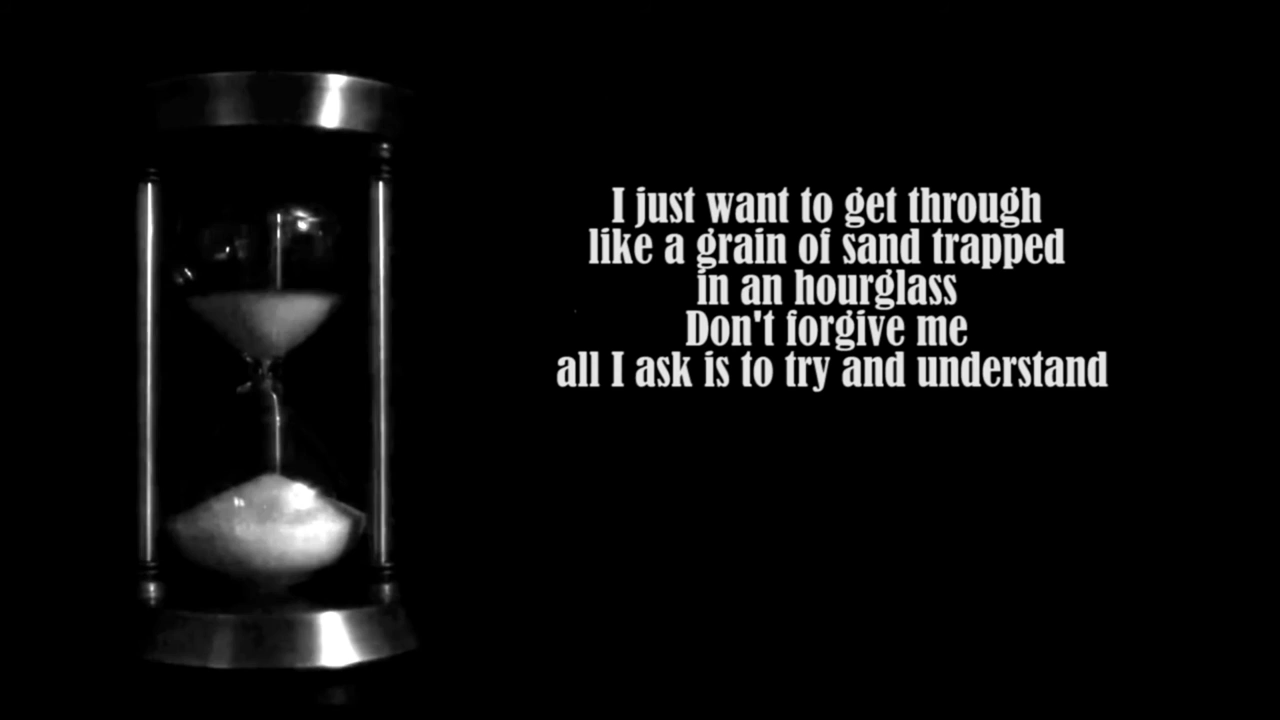 I just want to get through
like a grain of sand trapped
in an hourglass
Don't forgive me
all I ask is to try and understand